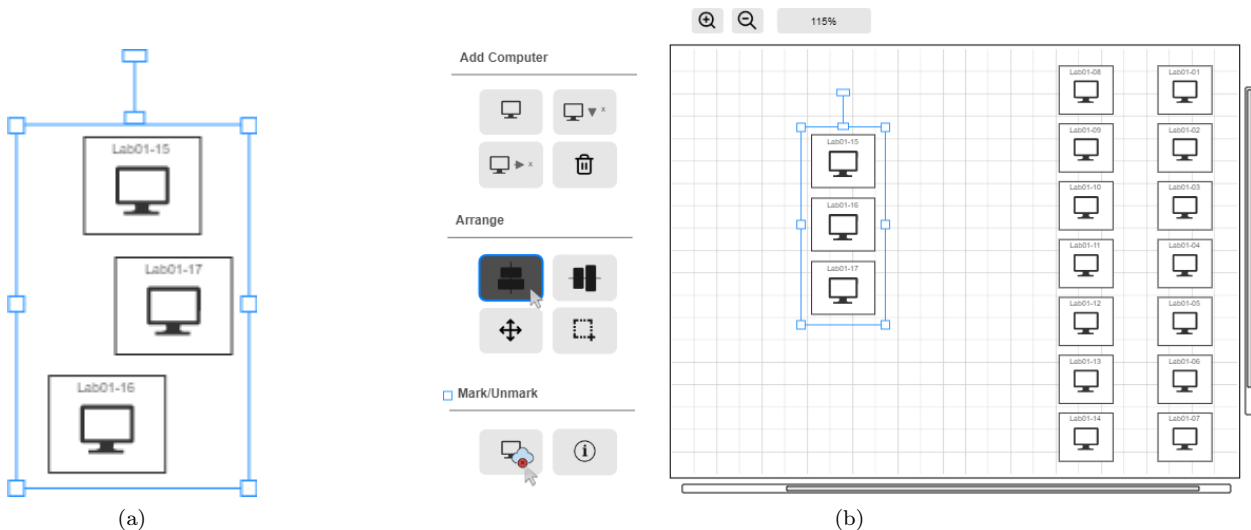 Lab01-15
Lab01-17
Lab01-16
(a)
Add Computer
x
x
Arrange
Mark/Unmark
115%
Lab01-15
Lab01-16
Lab01-17
Lab01-08
Lab01-01
Lab01-09
Lab01-02
Lab01-10
Lab01-03
Lab01-11
Lab01-04
Lab01-12
Lab01-05
Lab01-13
Lab01-06
Lab01-14
Lab01-07
(b)